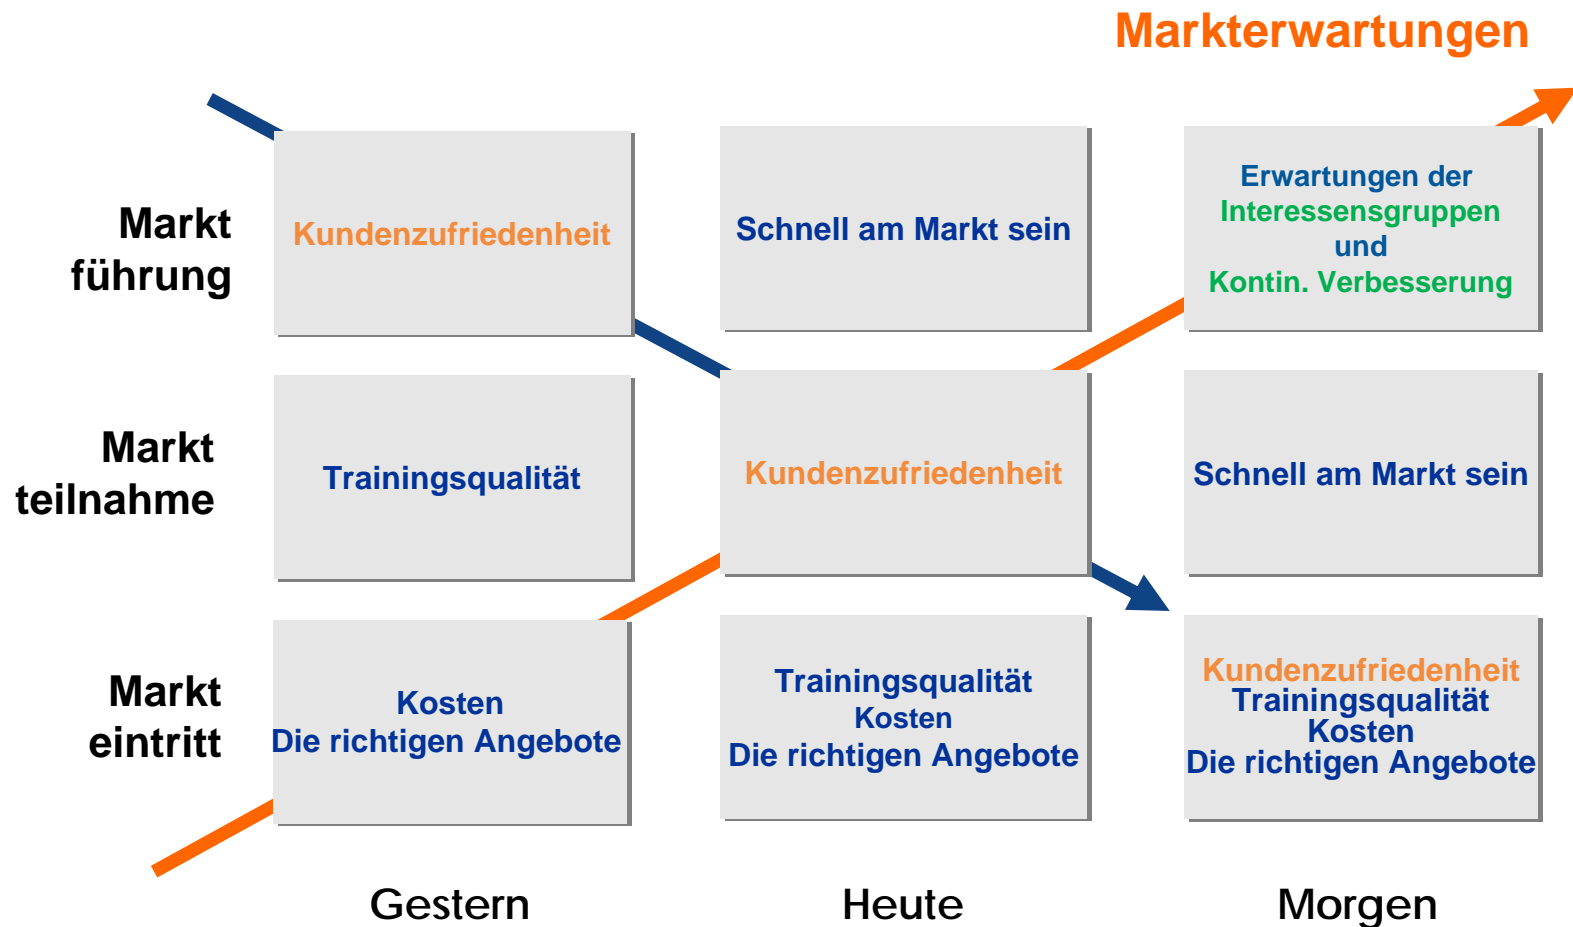 Markterwartungen
Markt
führung
Kundenzufriedenheit
Schnell am Markt sein
Erwartungen der
Interessensgruppen
und
Kontin. Verbesserung
Markt
teilnahme
Trainingsqualität
Kundenzufriedenheit
Schnell am Markt sein
Markt
eintritt
Kosten
Die richtigen Angebote
Trainingsqualität
Kosten
Die richtigen Angebote
Kundenzufriedenheit
Trainingsqualität
Kosten
Die richtigen Angebote
Gestern
Heute
Morgen